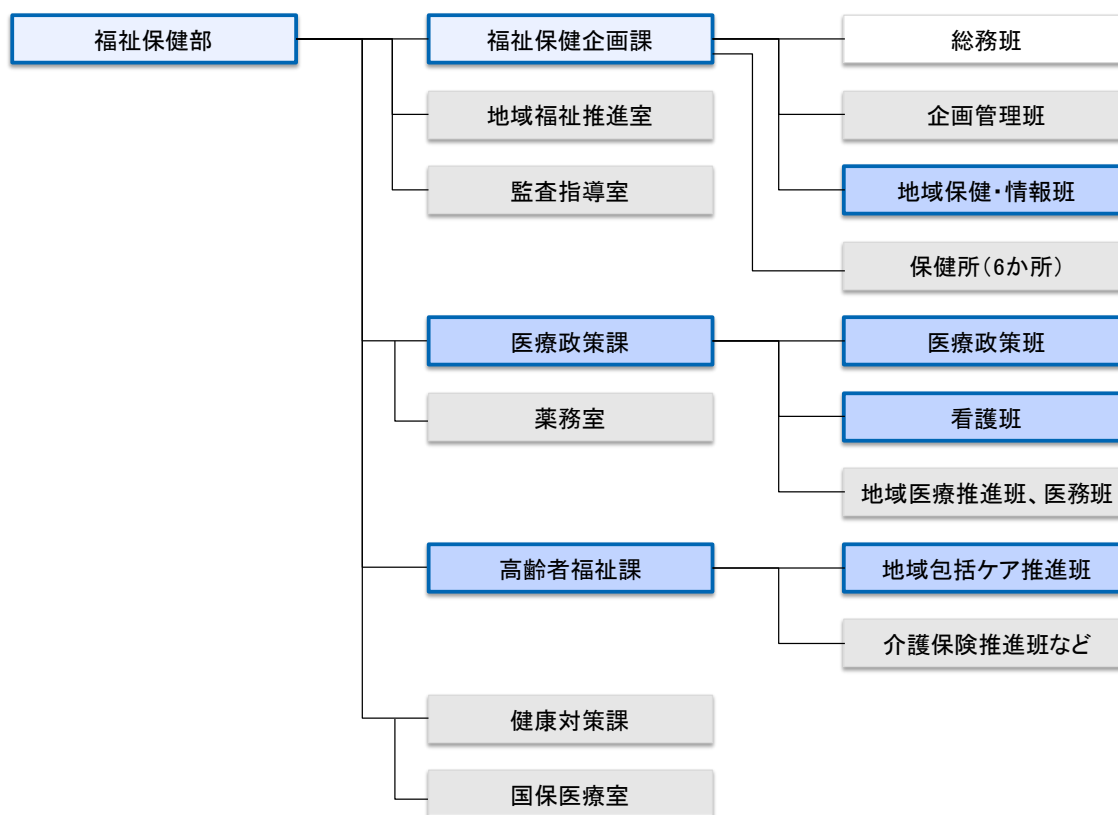 福祉保健部
福祉保健企画課
総務班
地域福祉推進室
企画管理班
監査指導室
地域保健・情報班
保健所（6か所）
医療政策課
医療政策班
薬務室
看護班
地域医療推進班、医務班
高齢者福祉課
地域包括ケア推進班
介護保険推進班など
健康対策課
国保医療室